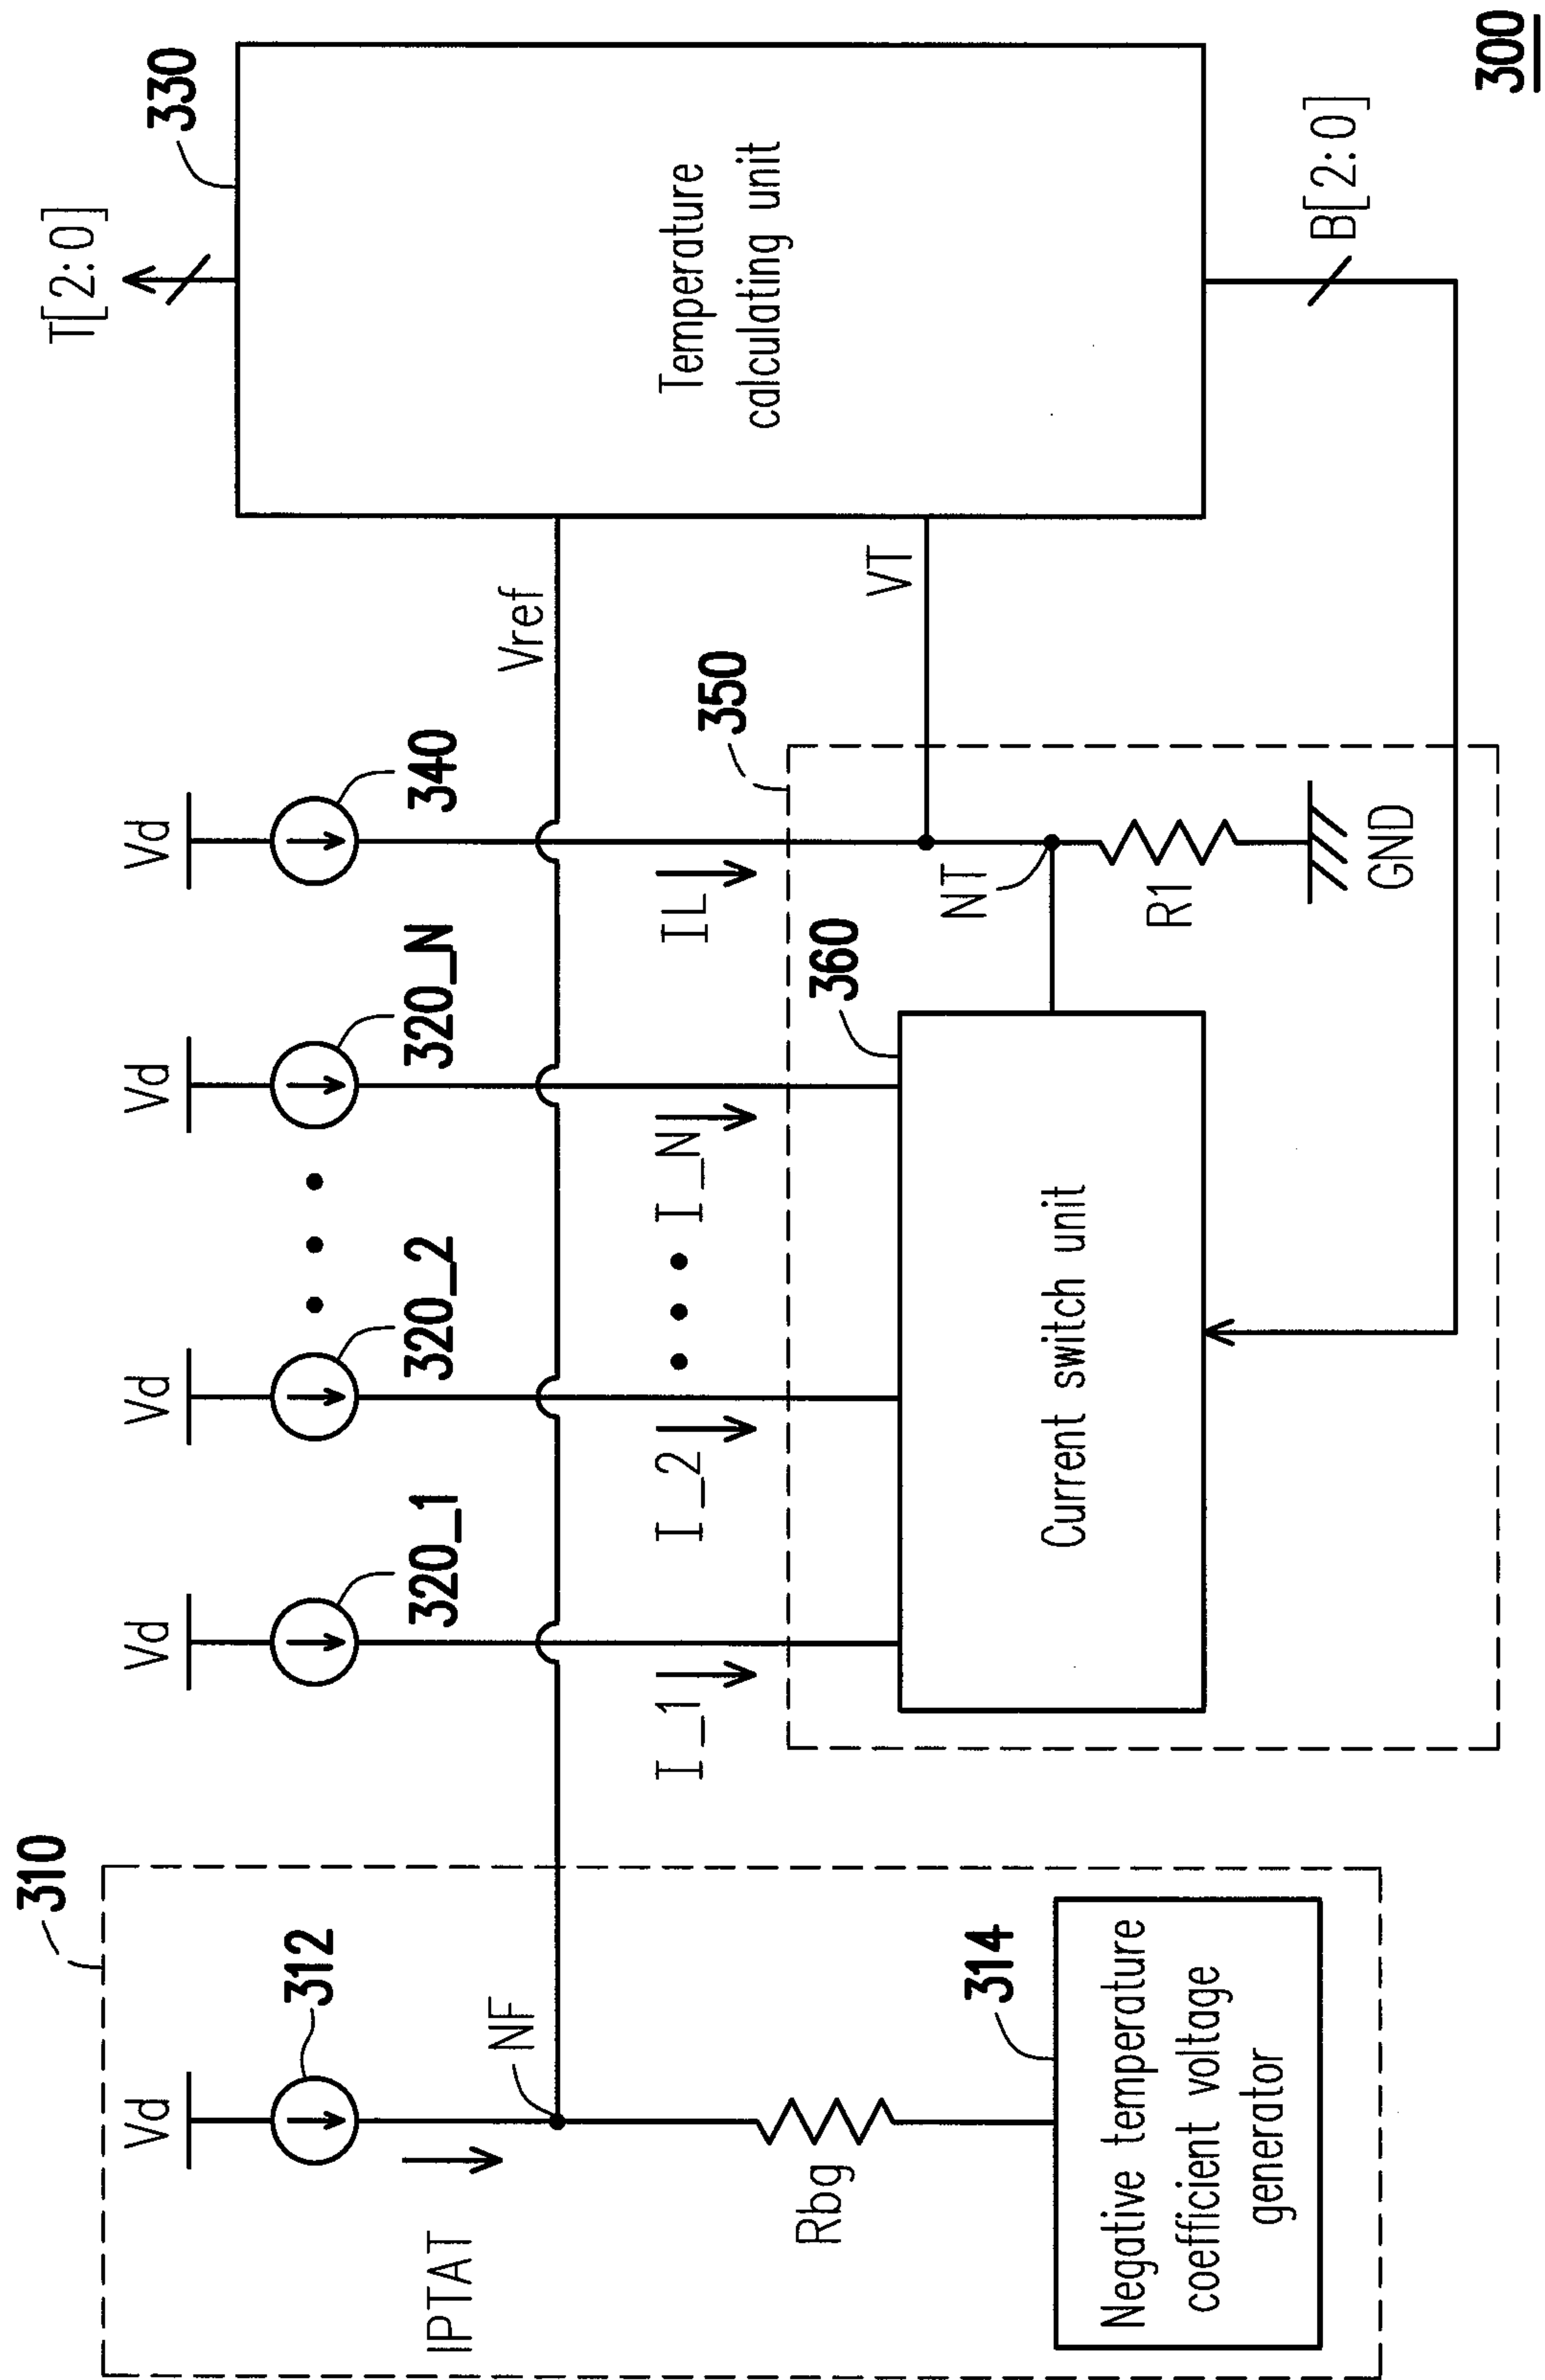 310
Vd
312
IPTAT
NF
Rbg
314
Negative temperature
coefficient voltage
generator
Vd
320_1
Vd
320_2
Vd
320_N
Vd
340
I_1
I_2
I_N
IL
350
360
Current switch unit
NT
R1
GND
Vref
VT
T[2:0]
330
Temperature
calculating unit
B[2:0]
300